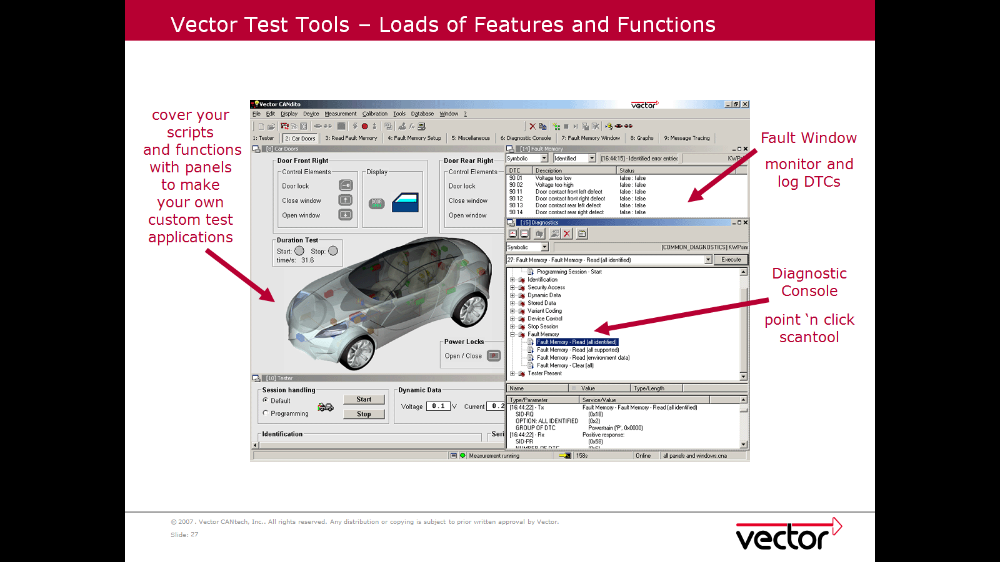 Vector Test Tools – Loads of Features and Functions
cover your
scripts
and functions
with panels
to make
your own
custom test
applications
Vector CANdito
vector
File Edit Display Device Measurement Calibration Tools Database Window ?
1: Tester 2: Car Doors 3: Read Fault Memory 4: Fault Memory Setup 5: Miscellaneous 6: Diagnostic Console 7: Fault Memory Window 8: Graphs 9: Message Tracing
[8] Car Doors
Door Front Right
Control Elements
Door lock
Close window
Open window
Display
DOOR
OPEN
Door Rear Right
Control Elements
Door lock
Close window
Open window
Duration Test
Start: Stop:
time/s: 31.6
Power Locks
Open / Close P
[10] Tester
Session handling
Default
Programming
Start
Stop
Dynamic Data
Voltage 0.1 V Current 0.2
Identification
Seri
[14] Fault Memory
Symbolic Identified [16:44:15] - Identified error entries KWPsim
DTC Description Status
90 01 Voltage too low false : false
90 02 Voltage too high false : false
90 11 Door contact front left defect false : false
90 12 Door contact front right defect false : false
90 13 Door contact rear left defect false : false
90 14 Door contact rear right defect false : false
[15] Diagnostics
Symbolic [COMMON_DIAGNOSTICS] KWPsim
27: Fault Memory - Fault Memory - Read (all identified) Execute
Programming Session - Start
Identification
Security Access
Dynamic Data
Stored Data
Variant Coding
Device Control
Stop Session
Fault Memory
Fault Memory - Read (all identified)
Fault Memory - Read (all supported)
Fault Memory - Read (environment data)
Fault Memory - Clear (all)
Tester Present
Name Value Type/Length
Type/Parameter Service/Value
[16:44:22] - Tx Fault Memory - Fault Memory - Read (all identified)
SID-RQ (0x18)
OPTION: ALL IDENTIFIED (0x2)
GROUP OF DTC Powertrain ('P', 0x0000)
[16:44:22] - Rx Positive response:
SID-PR (0x58)
NUMBER OF DTC (0x6)
Measurement running 158s Online all panels and windows.cna
Fault Window
monitor and
log DTCs
Diagnostic
Console
point ‘n click
scantool
© 2007 . Vector CANtech, Inc.. All rights reserved. Any distribution or copying is subject to prior written approval by Vector.
Slide: 27
vector